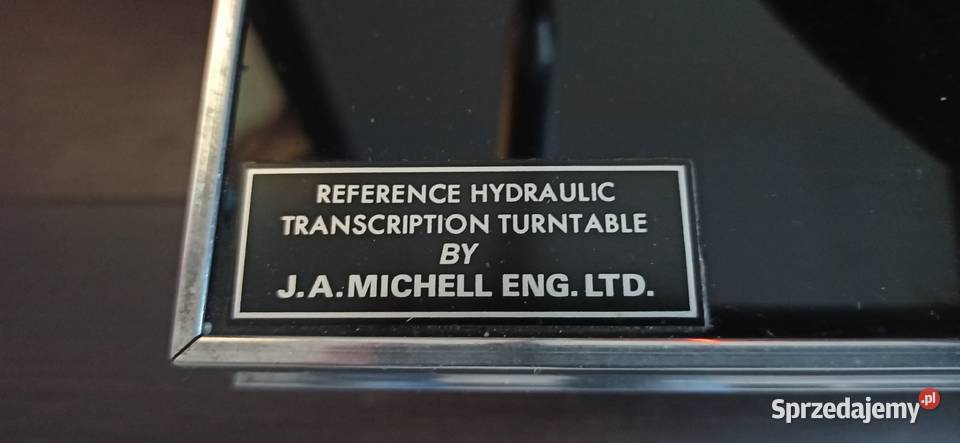 REFERENCE HYDRAULIC
TRANSCRIPTION TURNTABLE
BY
J.A.MICHELL ENG.LTD.
Sprzedajemy.pl